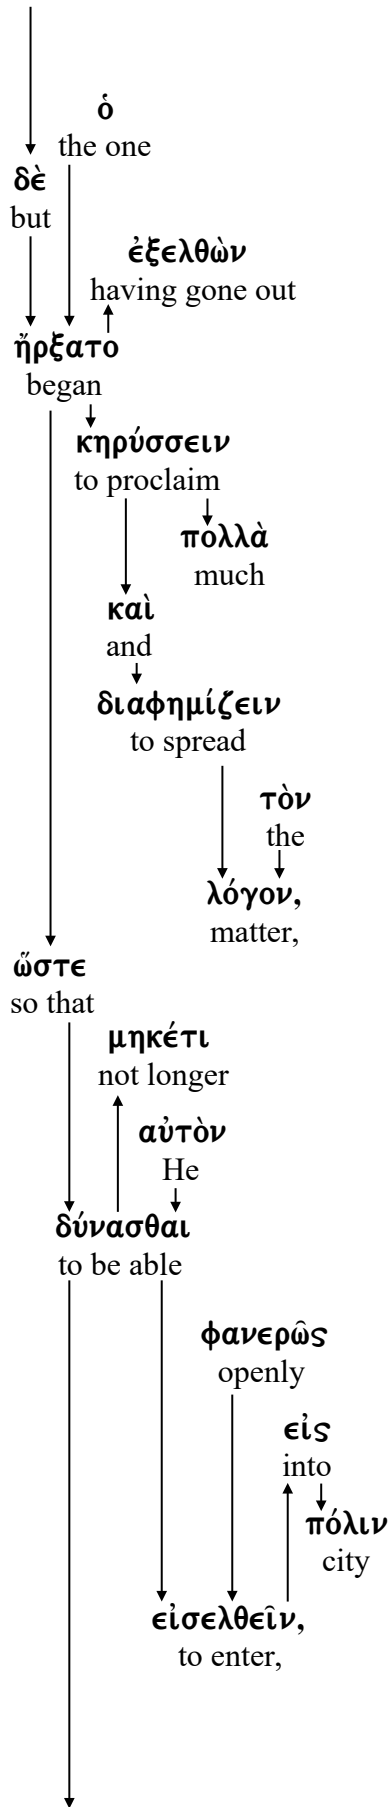 ὁ
the one
δὲ
but
ἐξελθὼν
having gone out
ἤρξατο
began
κηρύσσειν
to proclaim
πολλὰ
much
καὶ
and
διαφημίζειν
to spread
τὸν
the
λόγον,
matter,
ὥστε
so that
μηκέτι
not longer
αὐτὸν
He
δύνασθαι
to be able
φανερῶς
openly
εἰς
into
πόλιν
city
εἰσελθεῖν,
to enter,